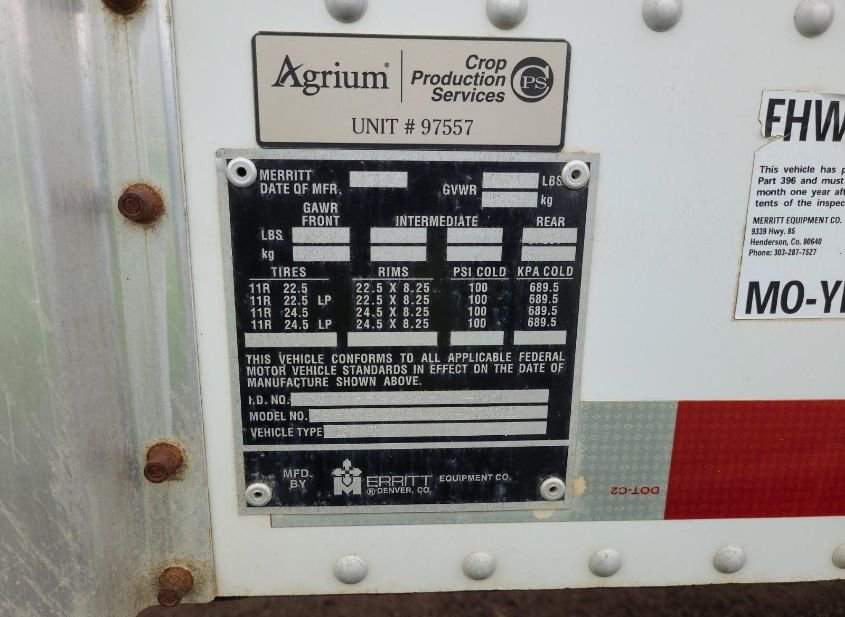 Agrium®
Crop
Production
Services
CPS
UNIT # 97557
MERRITT
DATE OF MFR.
GVWR
LBS
kg
GAWR
FRONT
INTERMEDIATE
REAR
LBS
kg
TIRES RIMS PSI COLD KPA COLD
11R 22.5 22.5 X 8.25 100 689.5
11R 22.5 LP 22.5 X 8.25 100 689.5
11R 24.5 24.5 X 8.25 100 689.5
11R 24.5 LP 24.5 X 8.25 100 689.5
THIS VEHICLE CONFORMS TO ALL APPLICABLE FEDERAL
MOTOR VEHICLE STANDARDS IN EFFECT ON THE DATE OF
MANUFACTURE SHOWN ABOVE.
I.D. NO.
MODEL NO.
VEHICLE TYPE
MFD.
BY
MERRITT EQUIPMENT CO.
® DENVER, CO.
FHW
This vehicle has p
Part 396 and must
month one year aft
tents of the inspec
MERRITT EQUIPMENT CO.
9339 Hwy. 85
Henderson, Co. 80640
Phone: 303-287-7527
MO-Y
DOT-C2